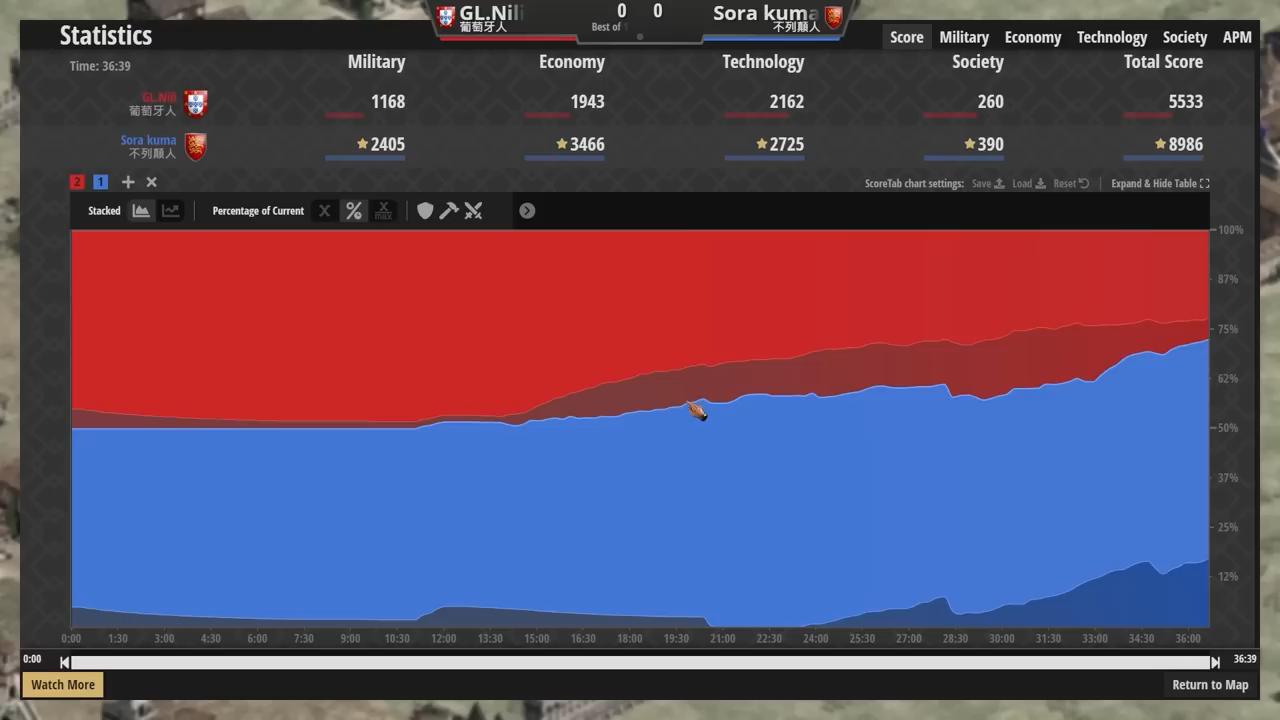 GL.Nili 0 0 Sora kuma
葡萄牙人 Best of 不列顛人
Statistics Score Military Economy Technology Society APM
Time: 36:39 Military Economy Technology Society Total Score
GL.Nili 1168 1943 2162 260 5533
葡萄牙人
Sora kuma 2405 3466 2725 390 8986
不列顛人
2 1 ScoreTab chart settings: Save Load Reset Expand & Hide Table
Stacked Percentage of Current X % X max
100%
87%
75%
62%
50%
37%
25%
12%
0:00 1:30 3:00 4:30 6:00 7:30 9:00 10:30 12:00 13:30 15:00 16:30 18:00 19:30 21:00 22:30 24:00 25:30 27:00 28:30 30:00 31:30 33:00 34:30 36:00
0:00 36:39
Watch More Return to Map